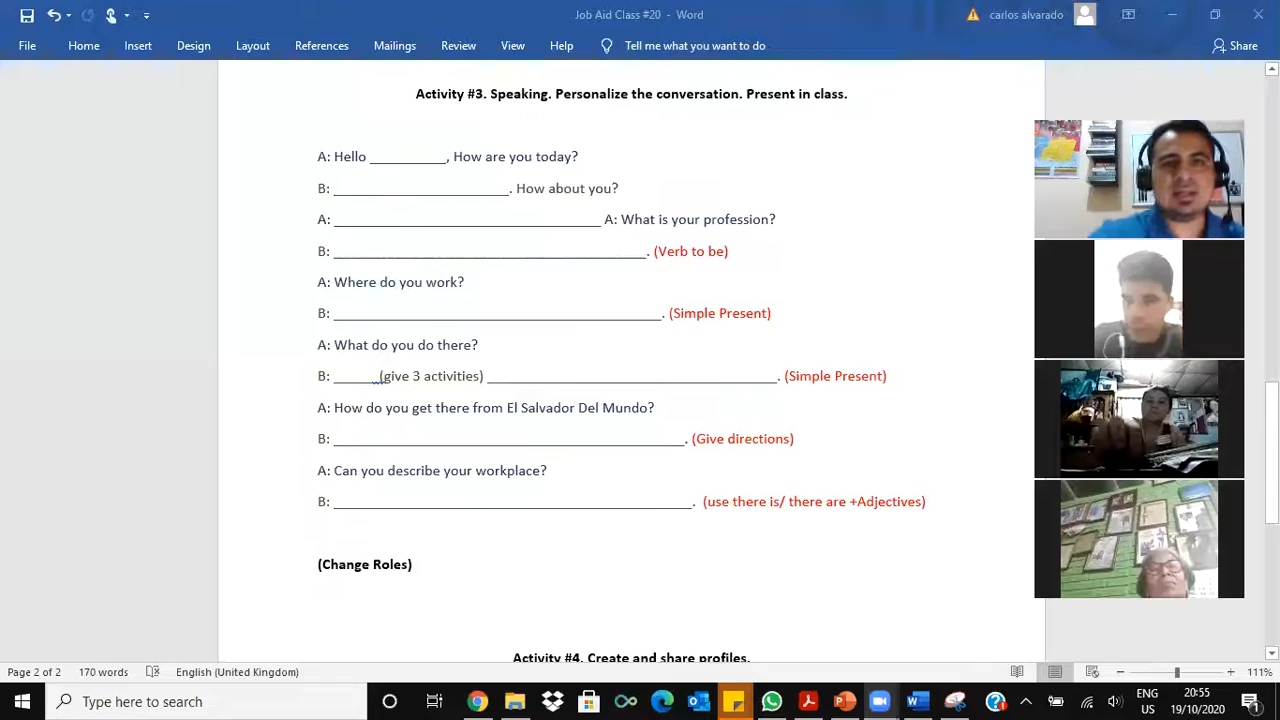 Job Aid Class #20 - Word
carlos alvarado
File Home Insert Design Layout References Mailings Review View Help Tell me what you want to do Share
Activity #3. Speaking. Personalize the conversation. Present in class.
A: Hello __________, How are you today?
B: _______________________. How about you?
A: ___________________________________ A: What is your profession?
B: _________________________________________. (Verb to be)
A: Where do you work?
B: ___________________________________________. (Simple Present)
A: What do you do there?
B: ______(give 3 activities) ______________________________________. (Simple Present)
A: How do you get there from El Salvador Del Mundo?
B: ______________________________________________. (Give directions)
A: Can you describe your workplace?
B: _______________________________________________. (use there is/ there are +Adjectives)
(Change Roles)
Activity #4. Create and share profiles.
Page 2 of 2 170 words English (United Kingdom) 111%
Type here to search
ENG 20:55
US 19/10/2020